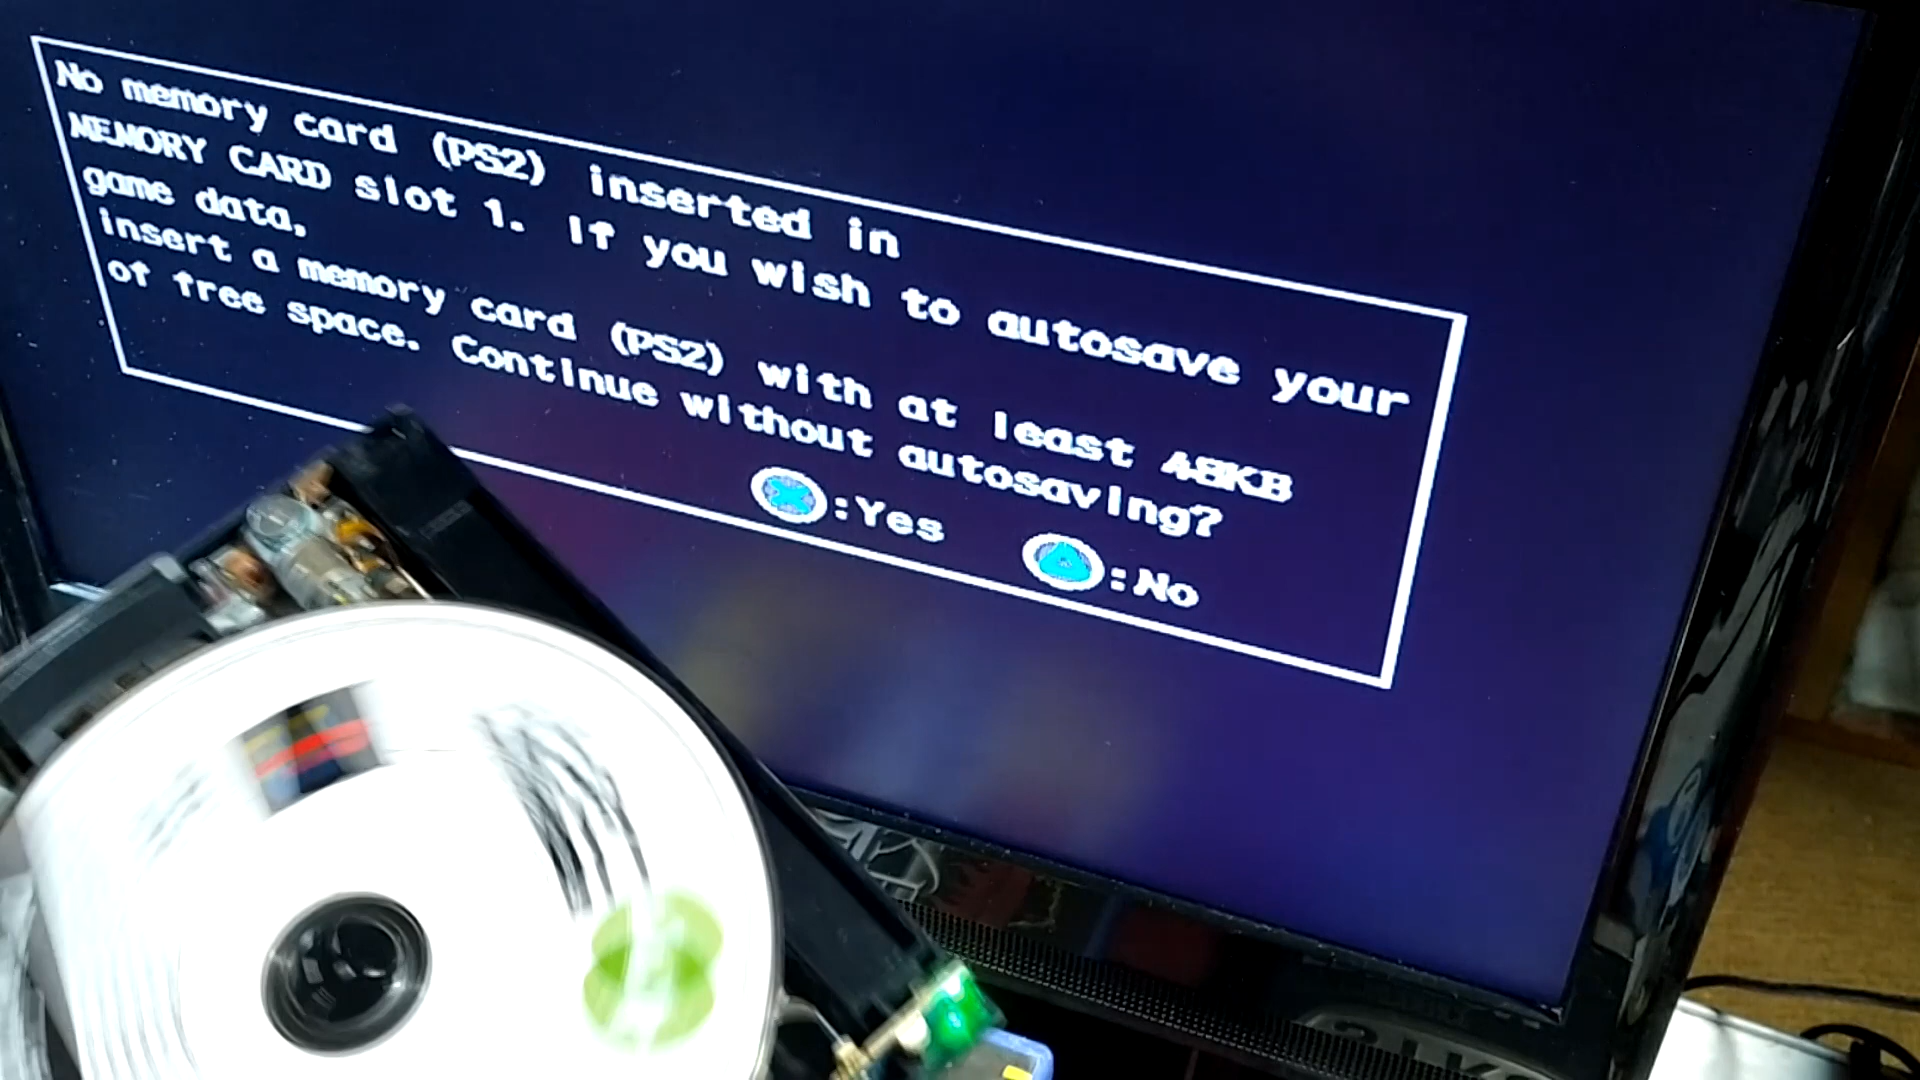 No memory card (PS2) inserted in
MEMORY CARD slot 1. If you wish to autosave your
game data,
insert a memory card (PS2) with at least 48KB
of free space. Continue without autosaving?
:Yes :No